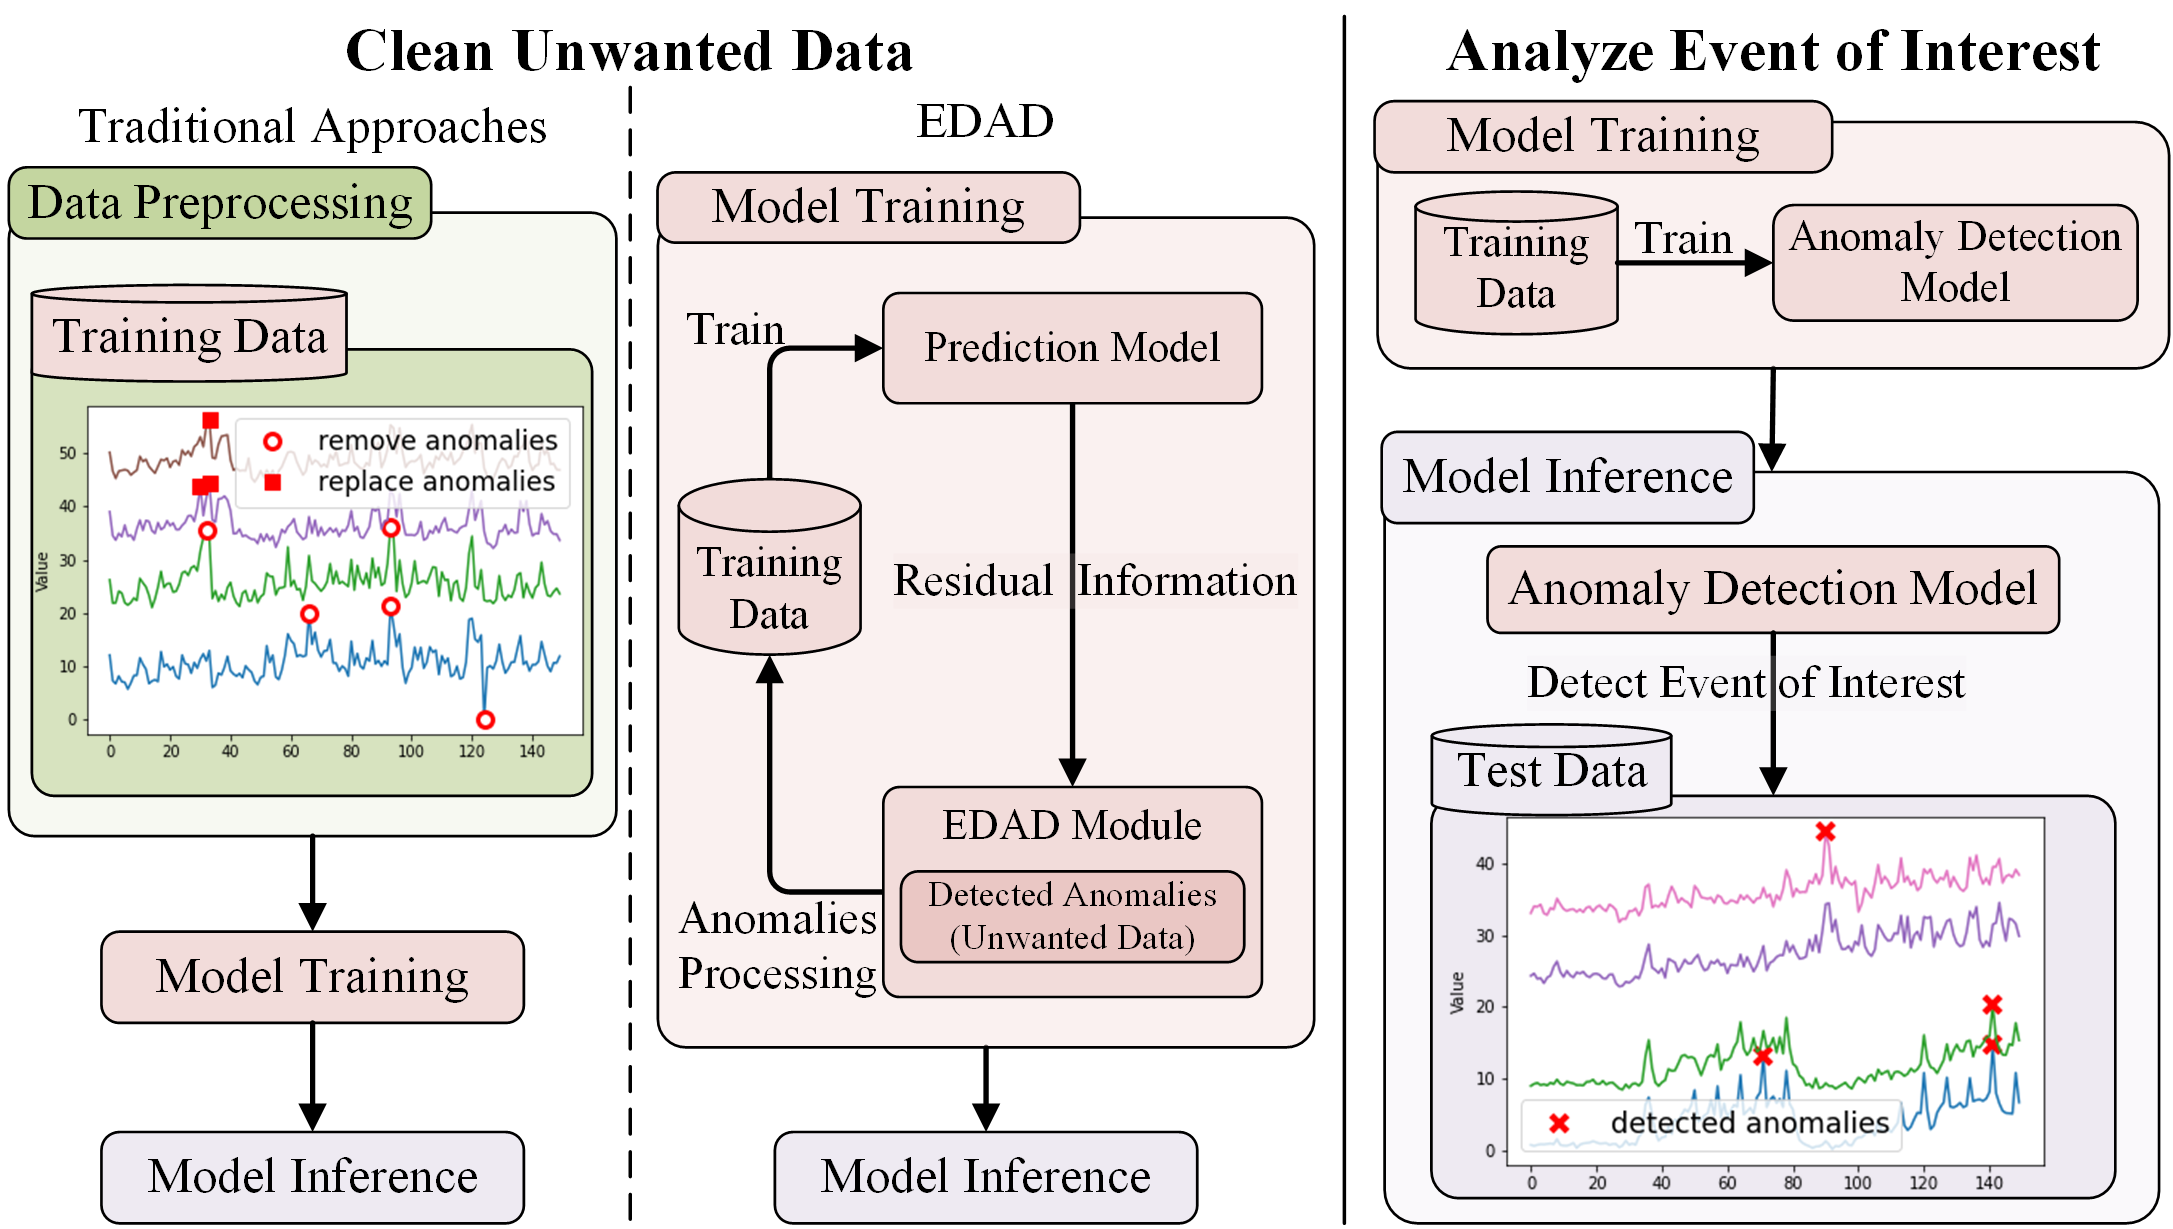 Clean Unwanted Data
Traditional Approaches
Data Preprocessing
Training Data
remove anomalies
replace anomalies
50
40
30
20
10
0
Value
0 20 40 60 80 100 120 140
Model Training
Model Inference
EDAD
Model Training
Train
Prediction Model
Training
Data
Residual Information
EDAD Module
Detected Anomalies
(Unwanted Data)
Anomalies
Processing
Model Inference
Analyze Event of Interest
Model Training
Training
Data
Train
Anomaly Detection
Model
Model Inference
Anomaly Detection Model
Detect Event of Interest
Test Data
40
30
20
10
0
Value
detected anomalies
0 20 40 60 80 100 120 140